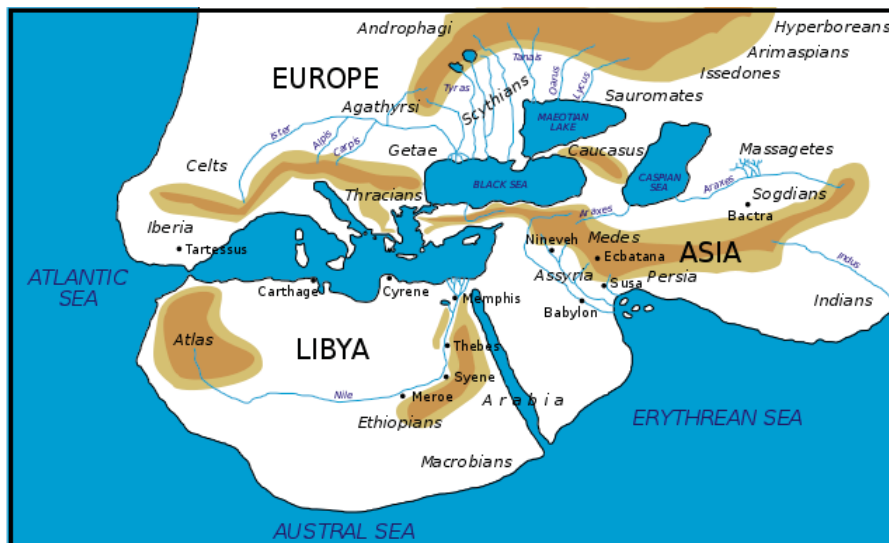 Androphagi
Hyperboreans
Arimaspians
Issedones
EUROPE
Tanais
Oarus
Lycus
Tyras
Scythians
Sauromates
Agathyrsi
MAEOTIAN
LAKE
Ister
Alpis
Carpis
Getae
Caucasus
Massagetes
Celts
BLACK SEA
CASPIAN
SEA
Araxes
Sogdians
Thracians
Bactra
Iberia
Araxes
Tartessus
Nineveh
Medes
Ecbatana
ASIA
Indus
ATLANTIC
SEA
Assyria
Persia
Susa
Carthage
Cyrene
Memphis
Babylon
Indians
Atlas
LIBYA
Thebes
Syene
Nile
Meroe
Arabia
Ethiopians
ERYTHREAN SEA
Macrobians
AUSTRAL SEA